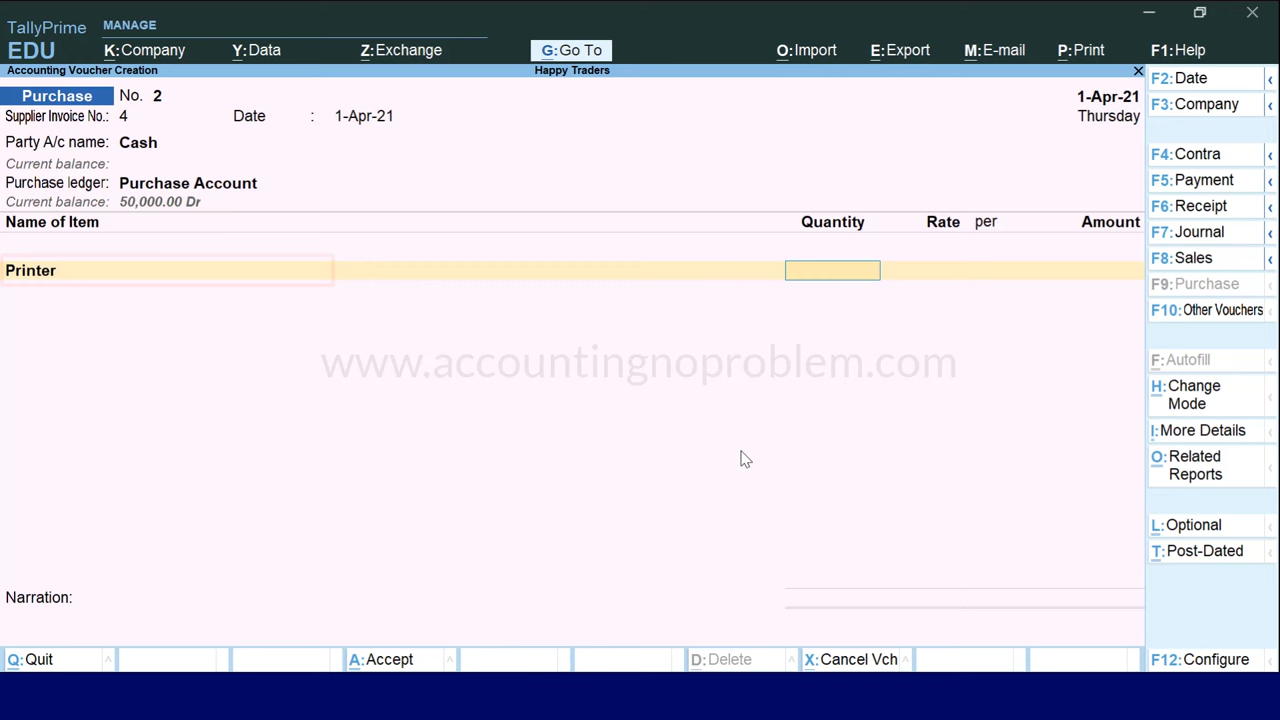 TallyPrime MANAGE
EDU K:Company Y:Data Z:Exchange G:Go To O:Import E:Export M:E-mail P:Print F1:Help
Accounting Voucher Creation Happy Traders
Purchase No. 2 1-Apr-21
Supplier Invoice No.: 4 Date : 1-Apr-21 Thursday
Party A/c name: Cash
Current balance:
Purchase ledger: Purchase Account
Current balance: 50,000.00 Dr
Name of Item Quantity Rate per Amount
Printer
www.accountingnoproblem.com
Narration:
F2:Date
F3:Company
F4:Contra
F5:Payment
F6:Receipt
F7:Journal
F8:Sales
F9:Purchase
F10:Other Vouchers
F:Autofill
H:Change
Mode
I:More Details
O:Related
Reports
L:Optional
T:Post-Dated
Q:Quit A:Accept D:Delete X:Cancel Vch F12:Configure